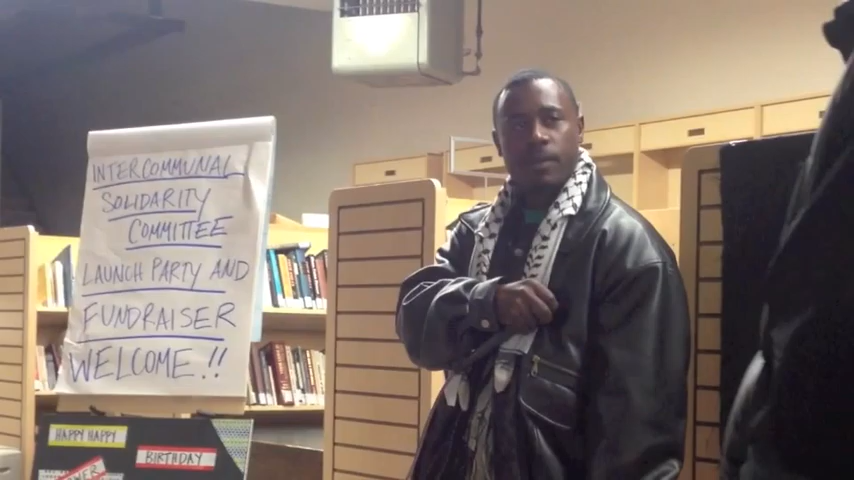 INTERCOMMUNAL
SOLIDARITY
COMMITTEE
LAUNCH PARTY AND
FUNDRAISER
WELCOME!!
HAPPY HAPPY
BIRTHDAY